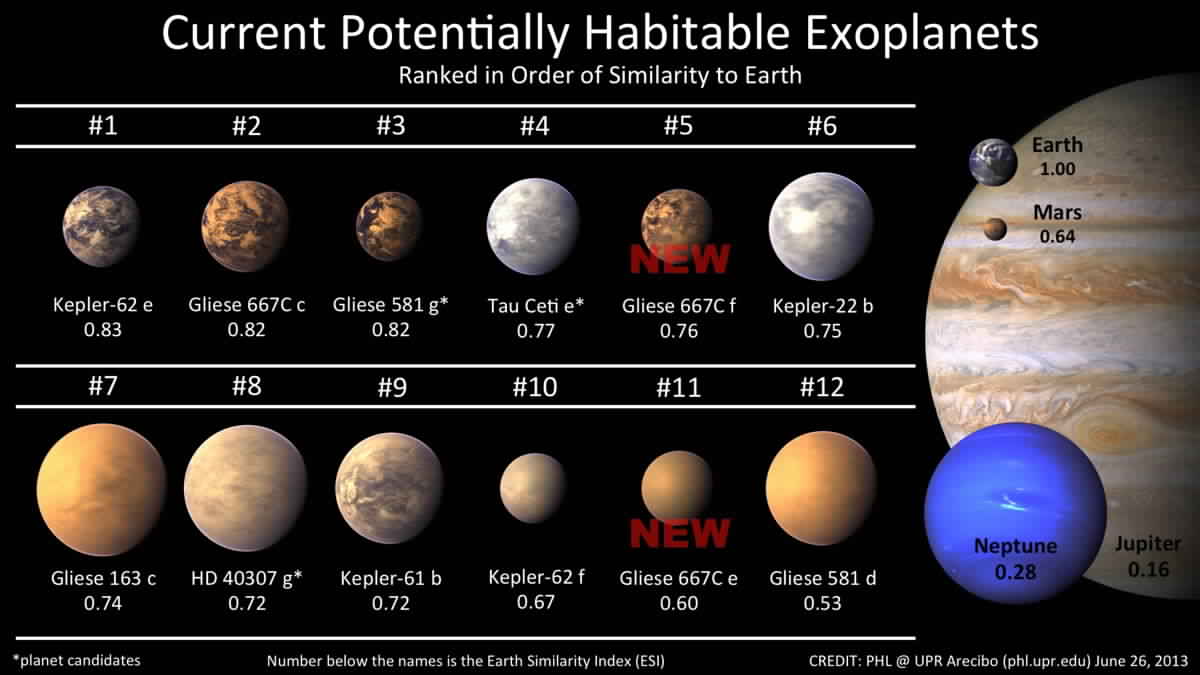 Current Potentially Habitable Exoplanets
Ranked in Order of Similarity to Earth
#1 #2 #3 #4 #5 #6
NEW
Kepler-62 e Gliese 667C c Gliese 581 g* Tau Ceti e* Gliese 667C f Kepler-22 b
0.83 0.82 0.82 0.77 0.76 0.75
#7 #8 #9 #10 #11 #12
NEW
Gliese 163 c HD 40307 g* Kepler-61 b Kepler-62 f Gliese 667C e Gliese 581 d
0.74 0.72 0.72 0.67 0.60 0.53
Earth
1.00
Mars
0.64
Neptune
0.28
Jupiter
0.16
*planet candidates
Number below the names is the Earth Similarity Index (ESI)
CREDIT: PHL @ UPR Arecibo (phl.upr.edu) June 26, 2013